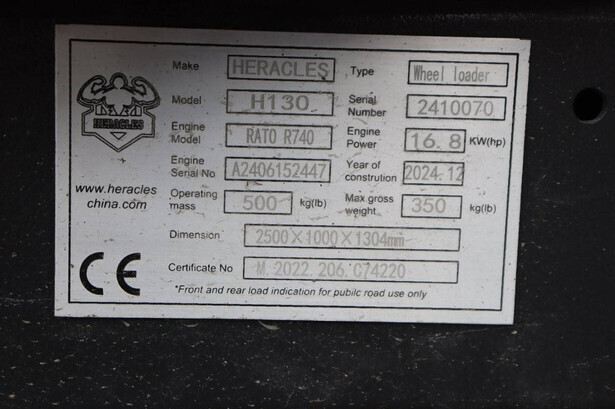 Make HERACLES Type Wheel loader
Model H130 Serial Number 2410070
Engine Model RATO R740 Engine Power 16.8 KW(hp)
Engine Serial No A2406152447 Year of constrution 2024.12
HERACLES
www.heracles
china.com
Operating mass 500 kg(lb) Max gross weight 350 kg(lb)
Dimension 2500×1000×1304mm
Certificate No M.2022.206.C74220
CE
*Front and rear load indication for pubilc road use only